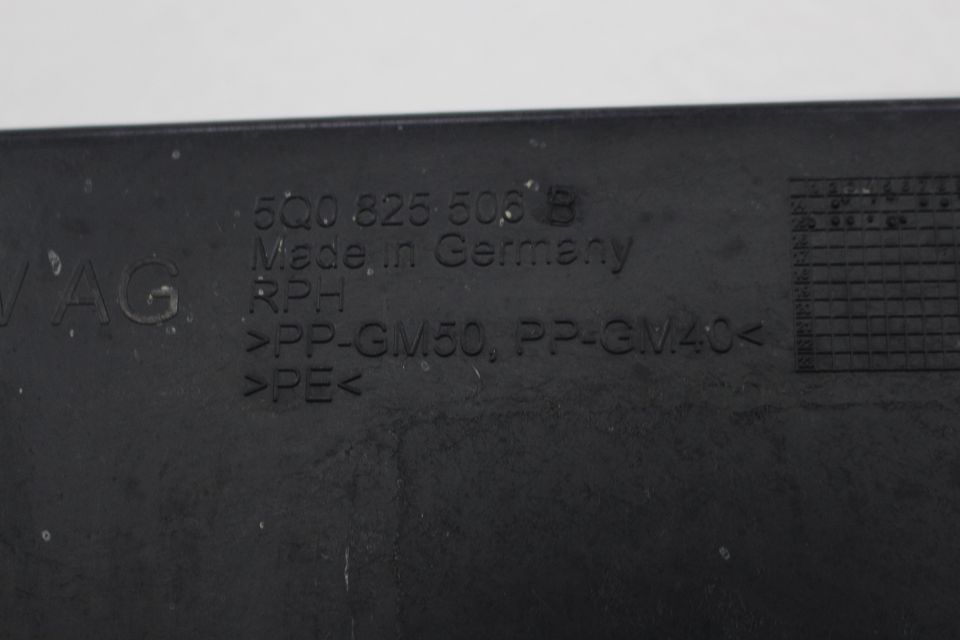 AG
5Q0 825 506 B
Made in Germany
RPH
>PP-GM50, PP-GM40<
>PE<